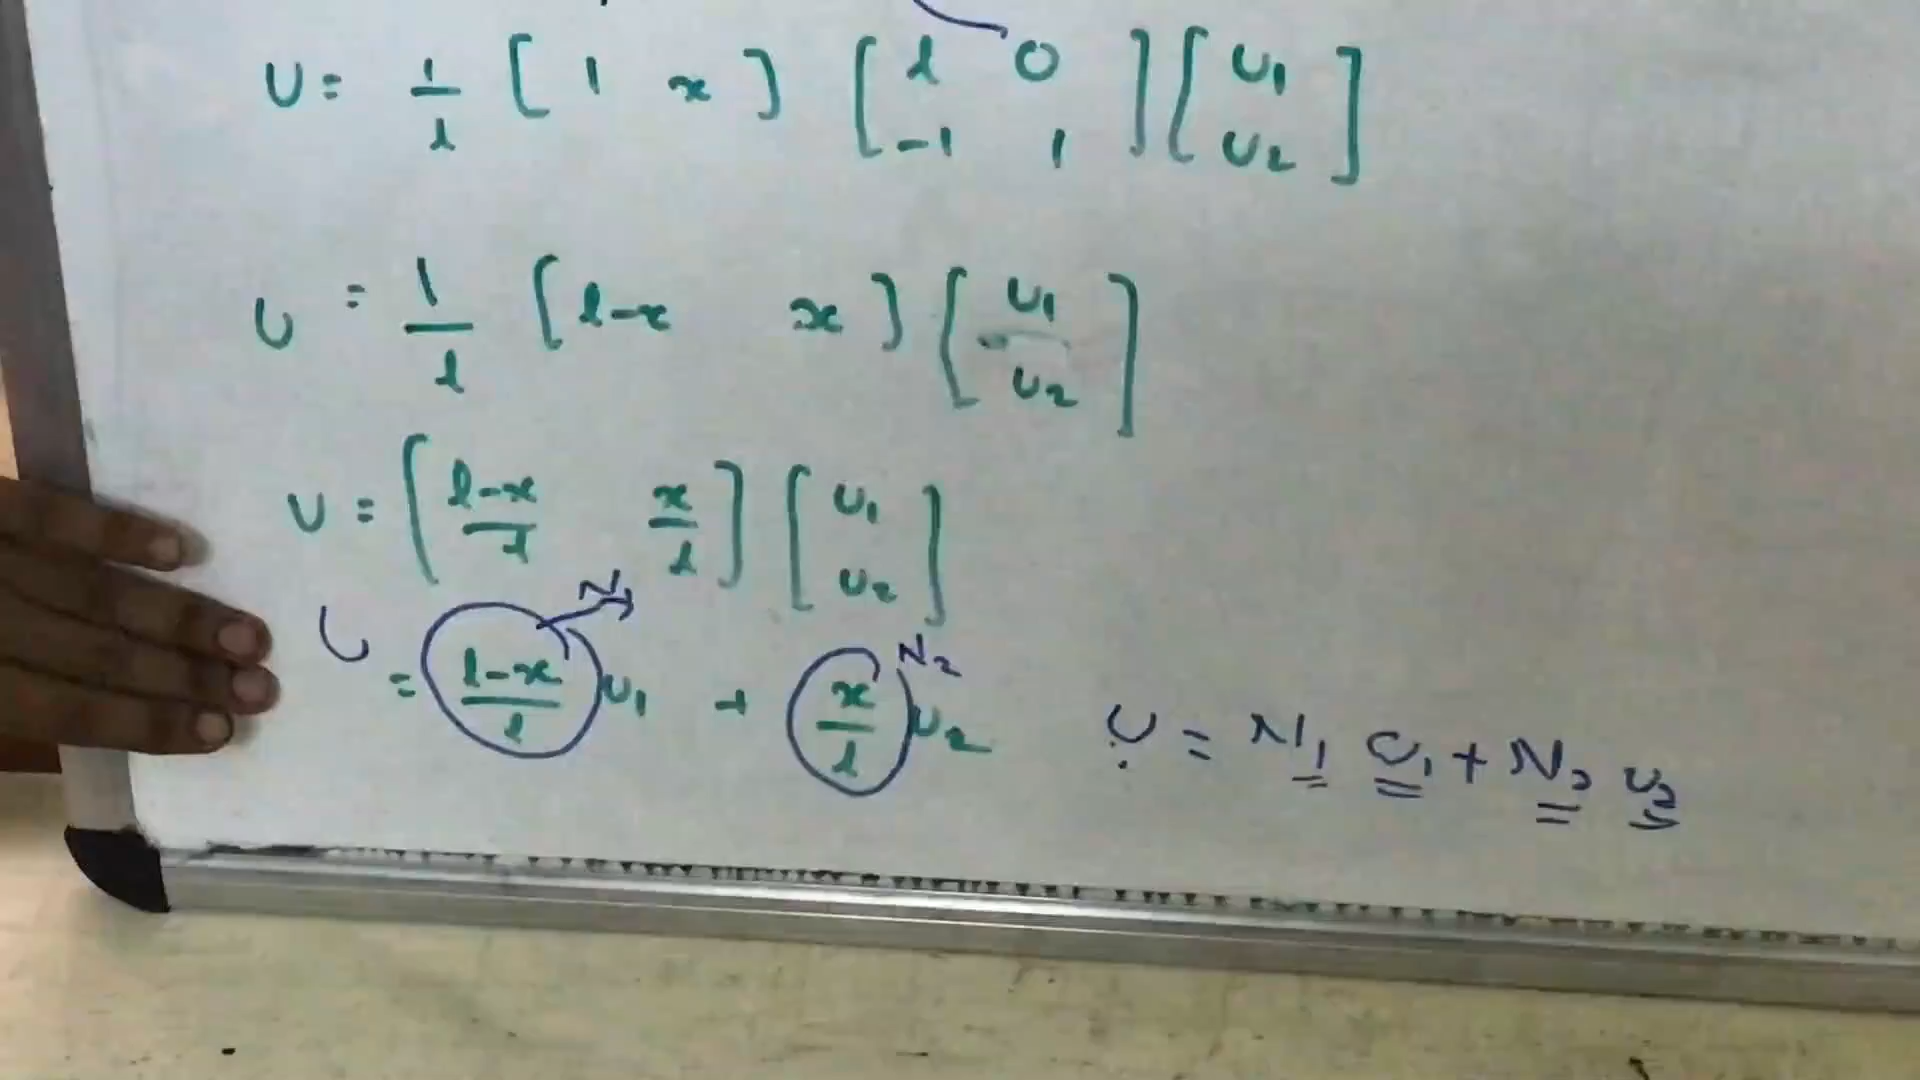 U = 1/l [ 1 x ] [ l 0 ; -1 1 ] [ u1 ; u2 ]
U = 1/l [ l-x x ] [ u1 ; u2 ]
U = [ l-x/l x/l ] [ u1 ; u2 ]
N1
N2
U = l-x/l u1 + x/l u2
U = N1 U1 + N2 U2